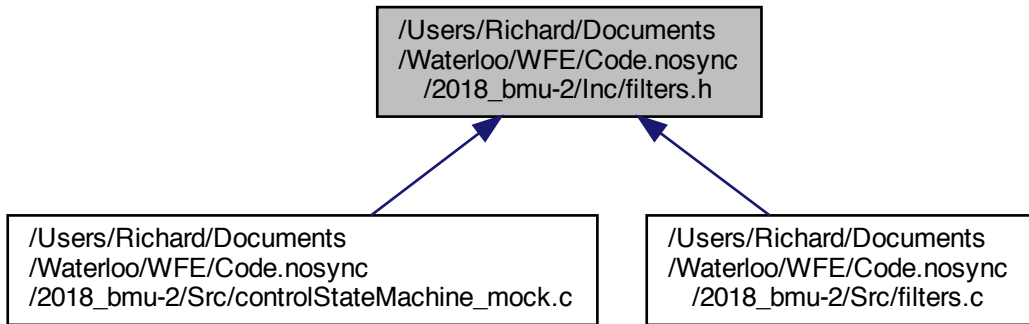 /Users/Richard/Documents
/Waterloo/WFE/Code.nosync
/2018_bmu-2/Inc/filters.h
/Users/Richard/Documents
/Waterloo/WFE/Code.nosync
/2018_bmu-2/Src/controlStateMachine_mock.c
/Users/Richard/Documents
/Waterloo/WFE/Code.nosync
/2018_bmu-2/Src/filters.c